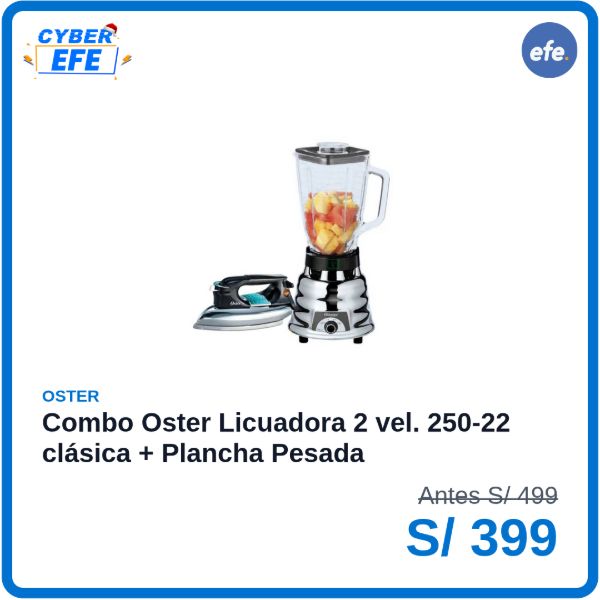 CYBER
EFE
efe.
OSTER
Combo Oster Licuadora 2 vel. 250-22
clásica + Plancha Pesada
Antes S/ 499
S/ 399